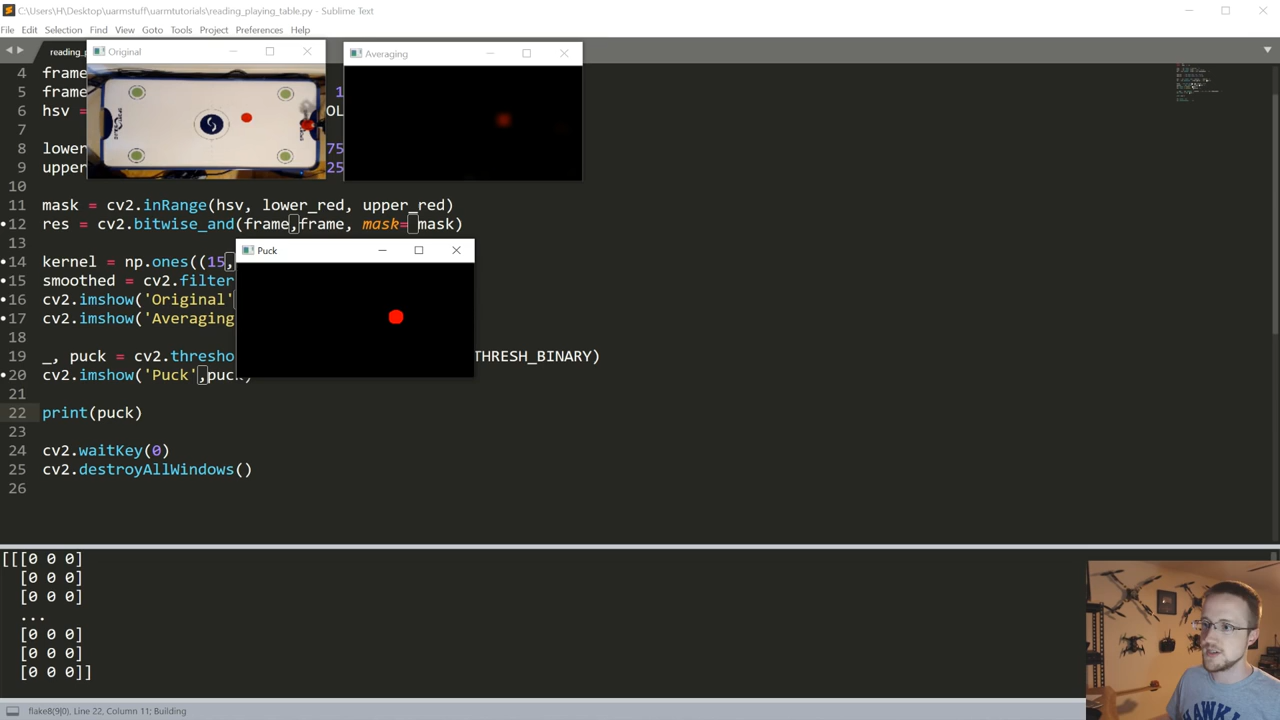 C:\Users\H\Desktop\uarmstuff\uarmtutorials\reading_playing_table.py - Sublime Text
File Edit Selection Find View Goto Tools Project Preferences Help
Original
Averaging
4 frame
5 frame 1
6 hsv = OL
7
8 lower 75
9 upper 25
10
11 mask = cv2.inRange(hsv, lower_red, upper_red)
12 res = cv2.bitwise_and(frame,frame, mask= mask)
13
Puck
14 kernel = np.ones((15,
15 smoothed = cv2.filter
16 cv2.imshow('Original'
17 cv2.imshow('Averaging
18
19 _, puck = cv2.thresho THRESH_BINARY)
20 cv2.imshow('Puck',puck)
21
22 print(puck)
23
24 cv2.waitKey(0)
25 cv2.destroyAllWindows()
26
[[[0 0 0]
[0 0 0]
[0 0 0]
...
[0 0 0]
[0 0 0]
[0 0 0]]
flake8(9|0), Line 22, Column 11; Building